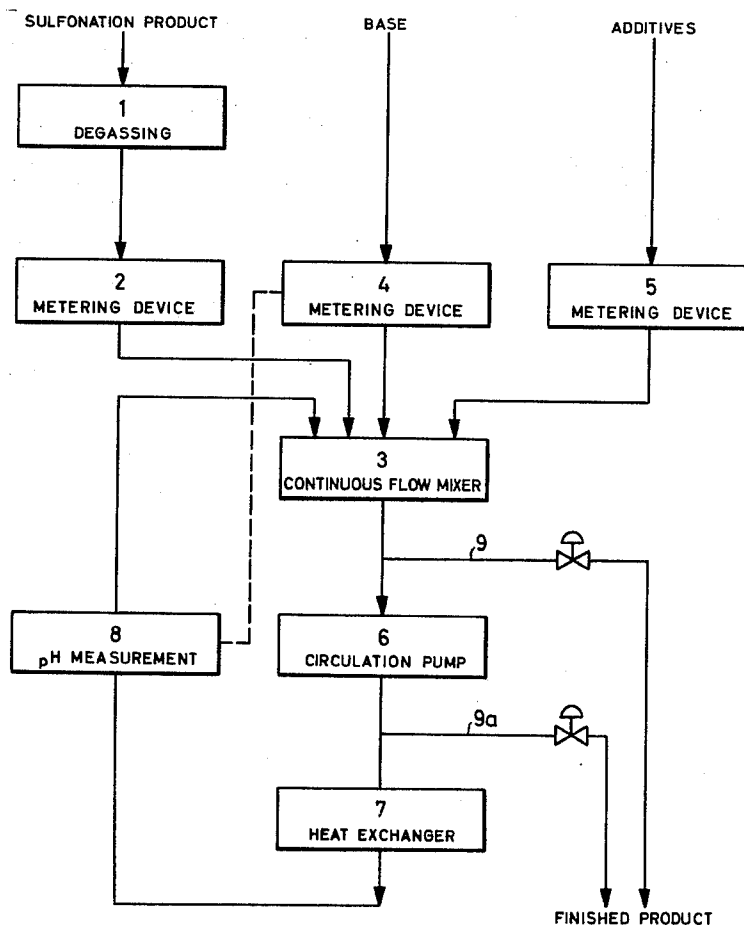 SULFONATION PRODUCT
BASE
ADDITIVES
1
DEGASSING
2
METERING DEVICE
4
METERING DEVICE
5
METERING DEVICE
3
CONTINUOUS FLOW MIXER
9
8
pH MEASUREMENT
6
CIRCULATION PUMP
9a
7
HEAT EXCHANGER
FINISHED PRODUCT